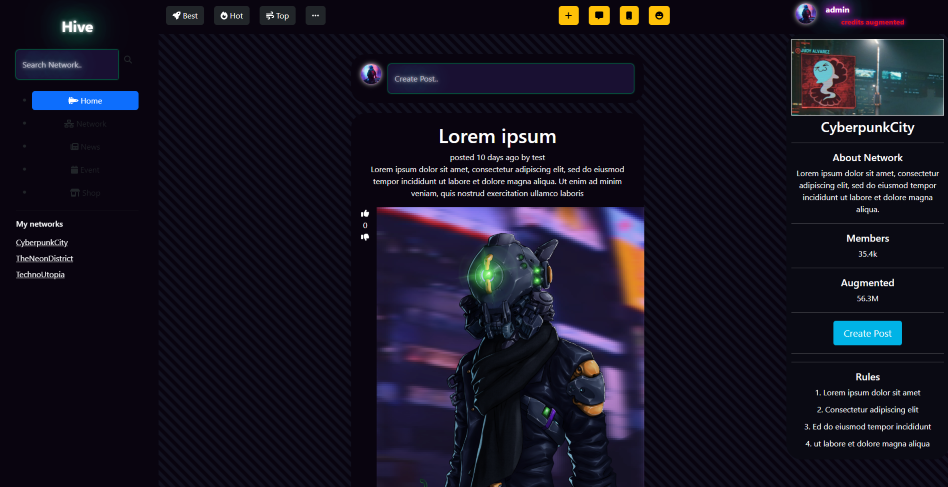 Hive
Search Network..
Home
Network
News
Event
Shop
My networks
CyberpunkCity
TheNeonDistrict
TechnoUtopia
Best
Hot
Top
Create Post..
Lorem ipsum
posted 10 days ago by test
Lorem ipsum dolor sit amet, consectetur adipiscing elit, sed do eiusmod
tempor incididunt ut labore et dolore magna aliqua. Ut enim ad minim
veniam, quis nostrud exercitation ullamco laboris
0
admin
credits augmented
CyberpunkCity
About Network
Lorem ipsum dolor sit amet, consectetur
adipiscing elit, sed do eiusmod tempor
incididunt ut labore et dolore magna
aliqua.
Members
35.4k
Augmented
56.3M
Create Post
Rules
1. Lorem ipsum dolor sit amet
2. Consectetur adipiscing elit
3. Ed do eiusmod tempor incididunt
4. ut labore et dolore magna aliqua